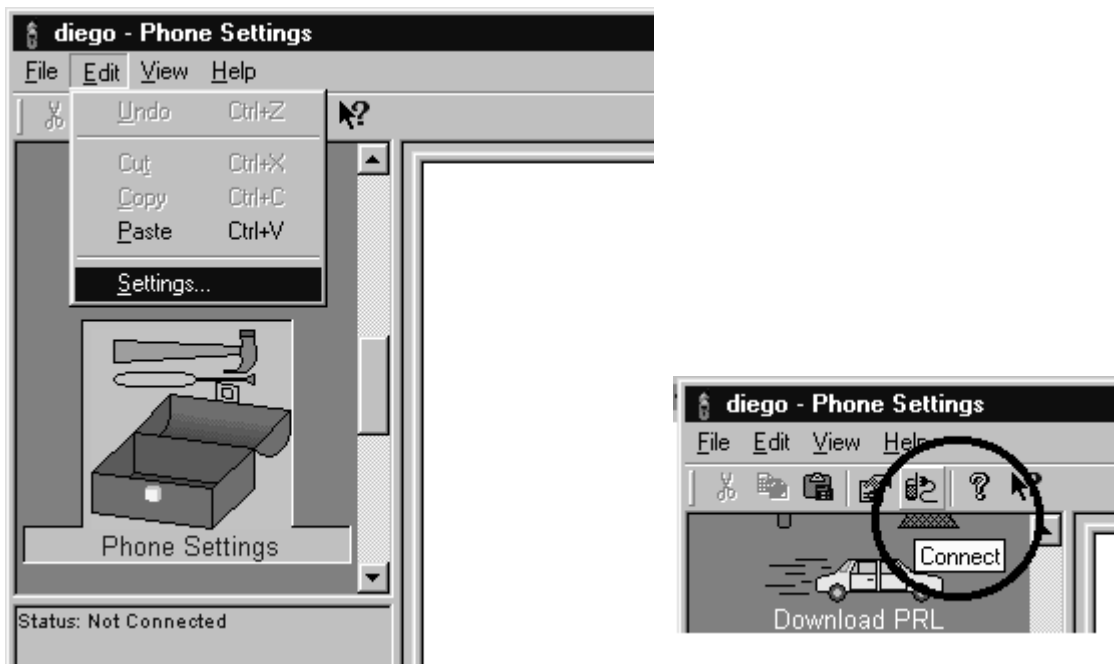 diego - Phone Settings
File Edit View Help
Undo Ctrl+Z
Cut Ctrl+X
Copy Ctrl+C
Paste Ctrl+V
Settings...
Phone Settings
Status: Not Connected
diego - Phone Settings
File Edit View Help
Connect
Download PRL